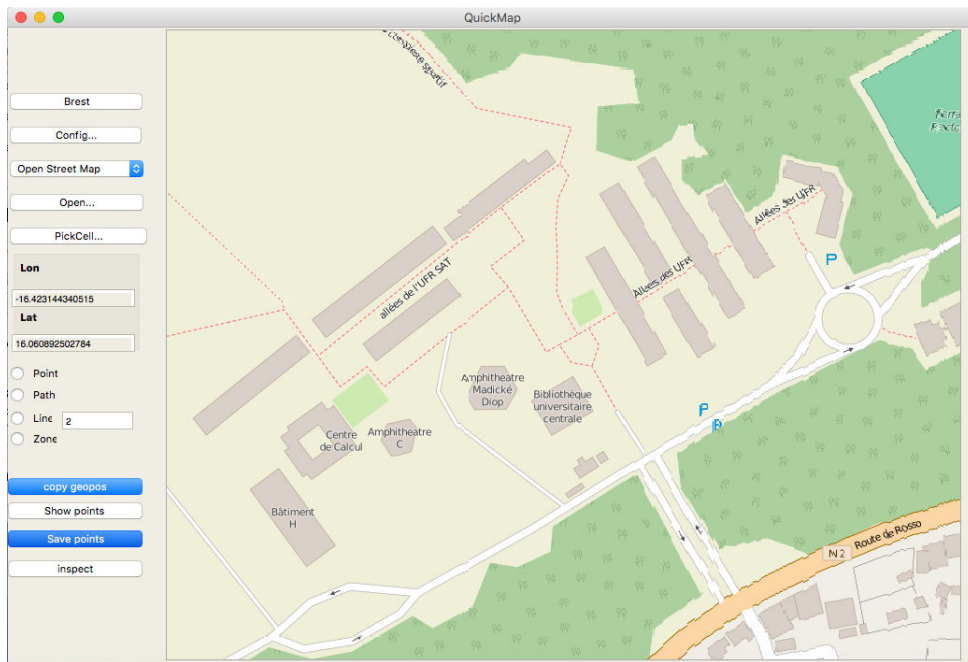 QuickMap
Brest
Config...
Open Street Map
Open...
PickCell...
Lon
-16.423144340515
Lat
16.060892502784
Point
Path
Line
2
Zone
copy geopos
Show points
Save points
inspect
sportif
Allées des UFR
Allées des UFR
allées de l'UFR SAT
P
Amphitheatre
Madické
Diop
Bibliothèque
universitaire
centrale
P
P
Centre
de Calcul
Amphitheatre
C
Bâtiment
H
N 2
Route de Rosso